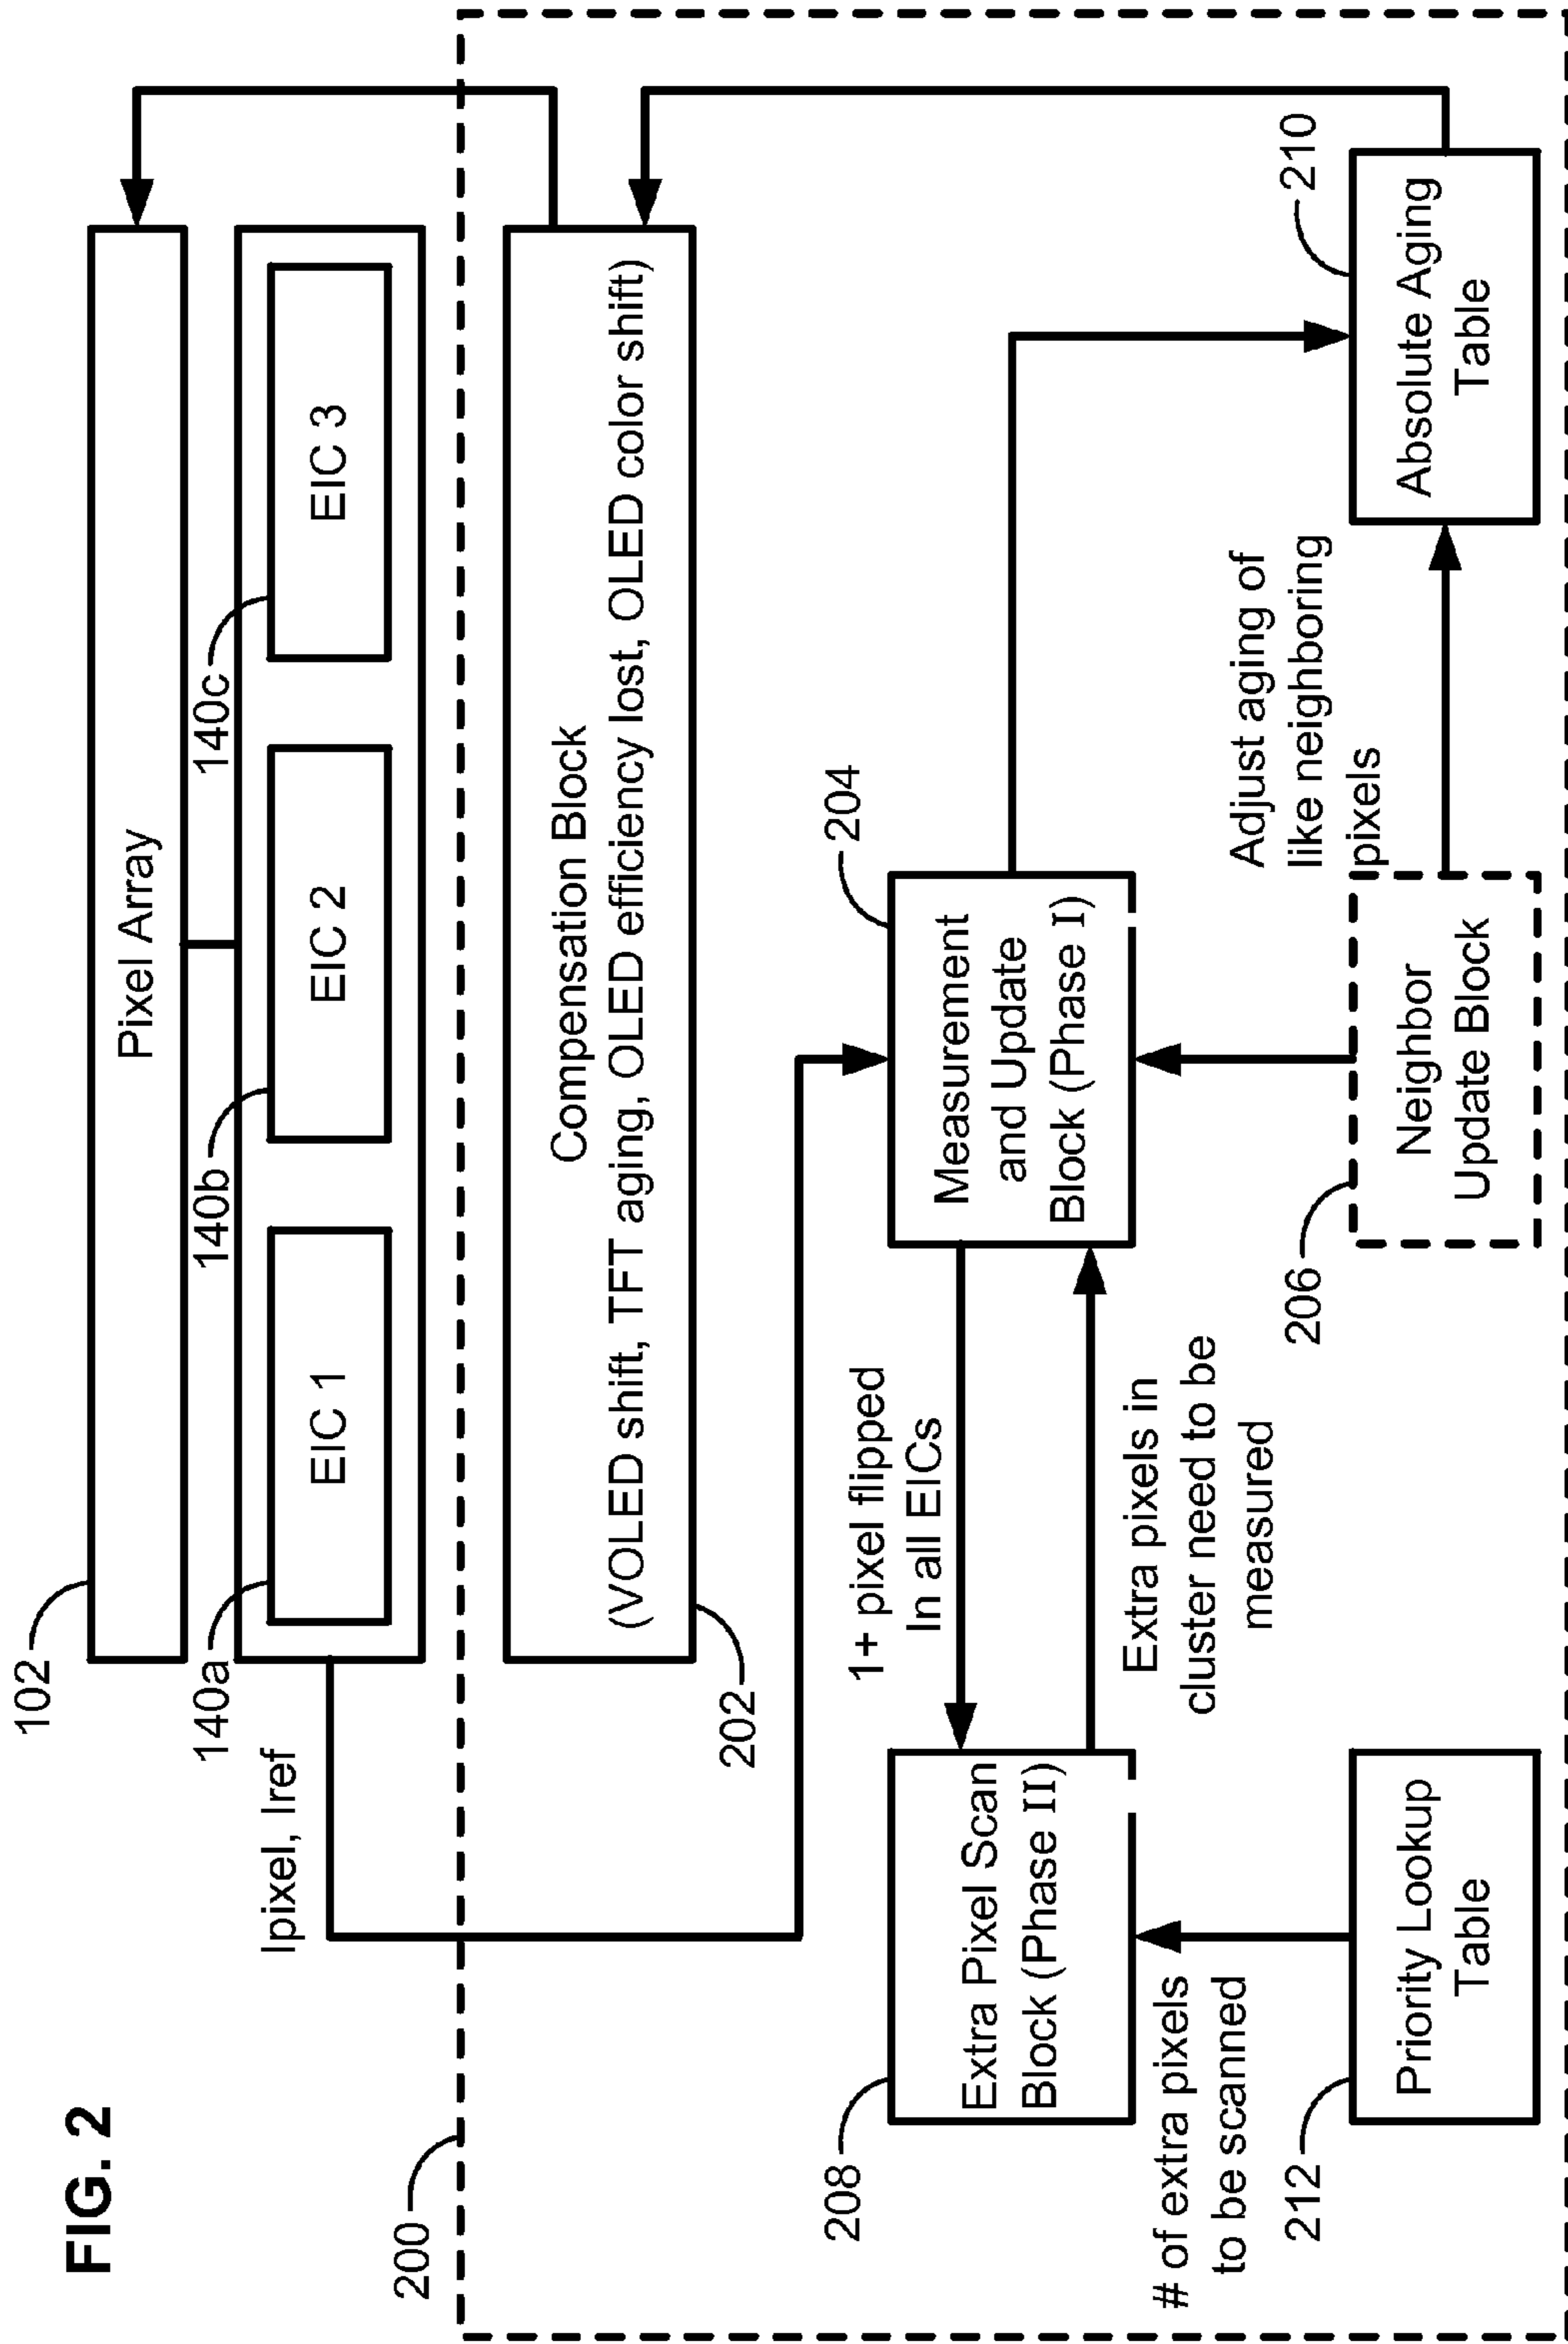 FIG. 2
102
Pixel Array
140a
140b
140c
EIC 1
EIC 2
EIC 3
Ipixel, Iref
200
Compensation Block
(VOLED shift, TFT aging, OLED efficiency lost, OLED color shift)
202
208
Extra Pixel Scan
Block (Phase II)
1+ pixel flipped
In all EICs
204
Measurement
and Update
Block (Phase I)
Extra pixels in
cluster need to be
measured
# of extra pixels
to be scanned
212
Priority Lookup
Table
206
Neighbor
Update Block
Adjust aging of
like neighboring
pixels
210
Absolute Aging
Table